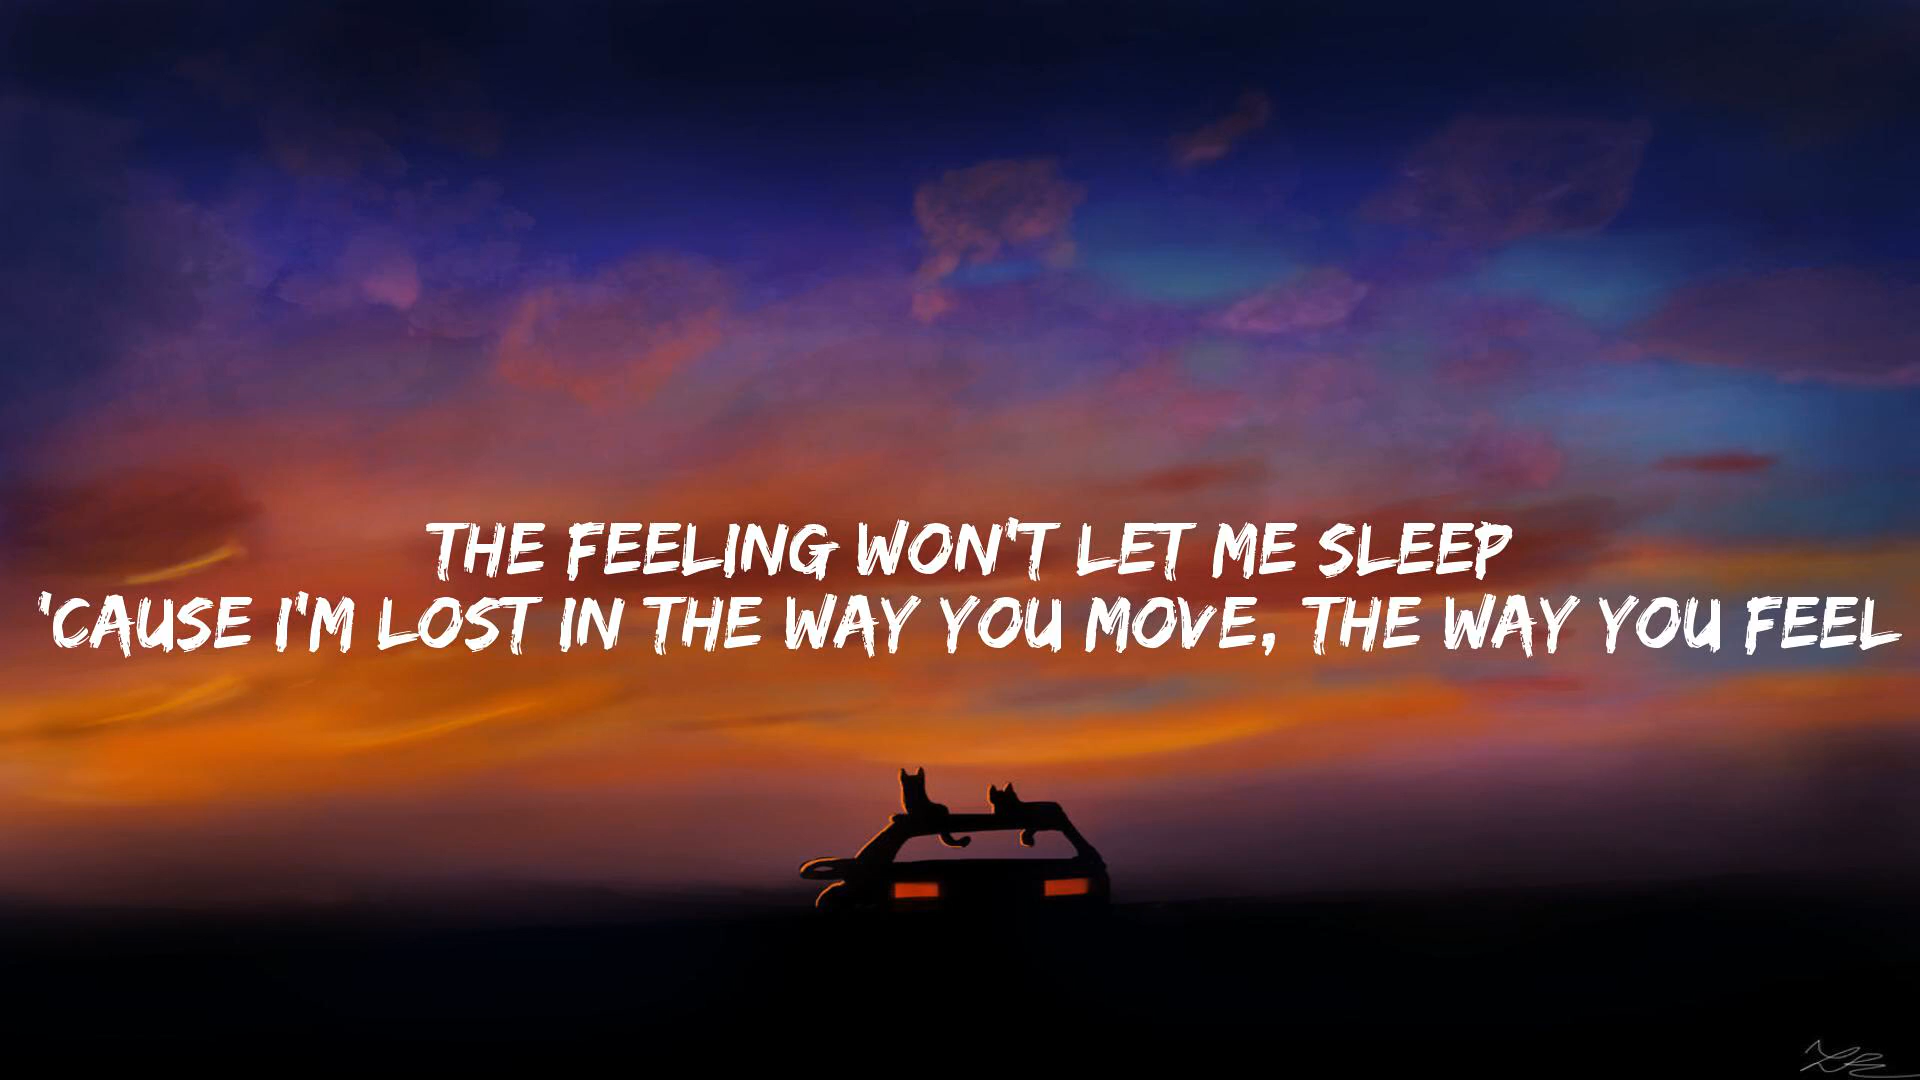 THE FEELING WON'T LET ME SLEEP
'CAUSE I'M LOST IN THE WAY YOU MOVE, THE WAY YOU FEEL